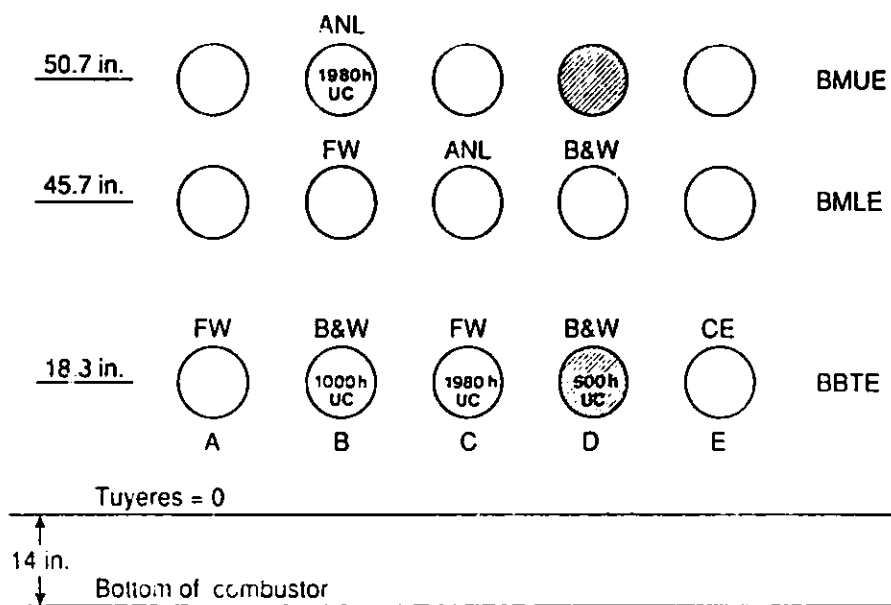 ANL
50.7 in. 1980h UC BMUE
FW ANL B&W
45.7 in. BMLE
FW B&W FW B&W CE
18.3 in. 1000h UC 1980h UC 500h UC BBTE
A B C D E
Tuyeres = 0
14 in.
Bottom of combustor